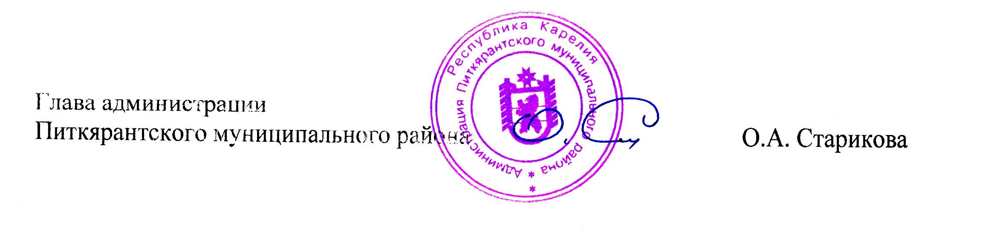 Глава администрации
Питкярантского муниципального района
О.А. Старикова
Республика Карелия
Администрация Питкярантского муниципального района *
*